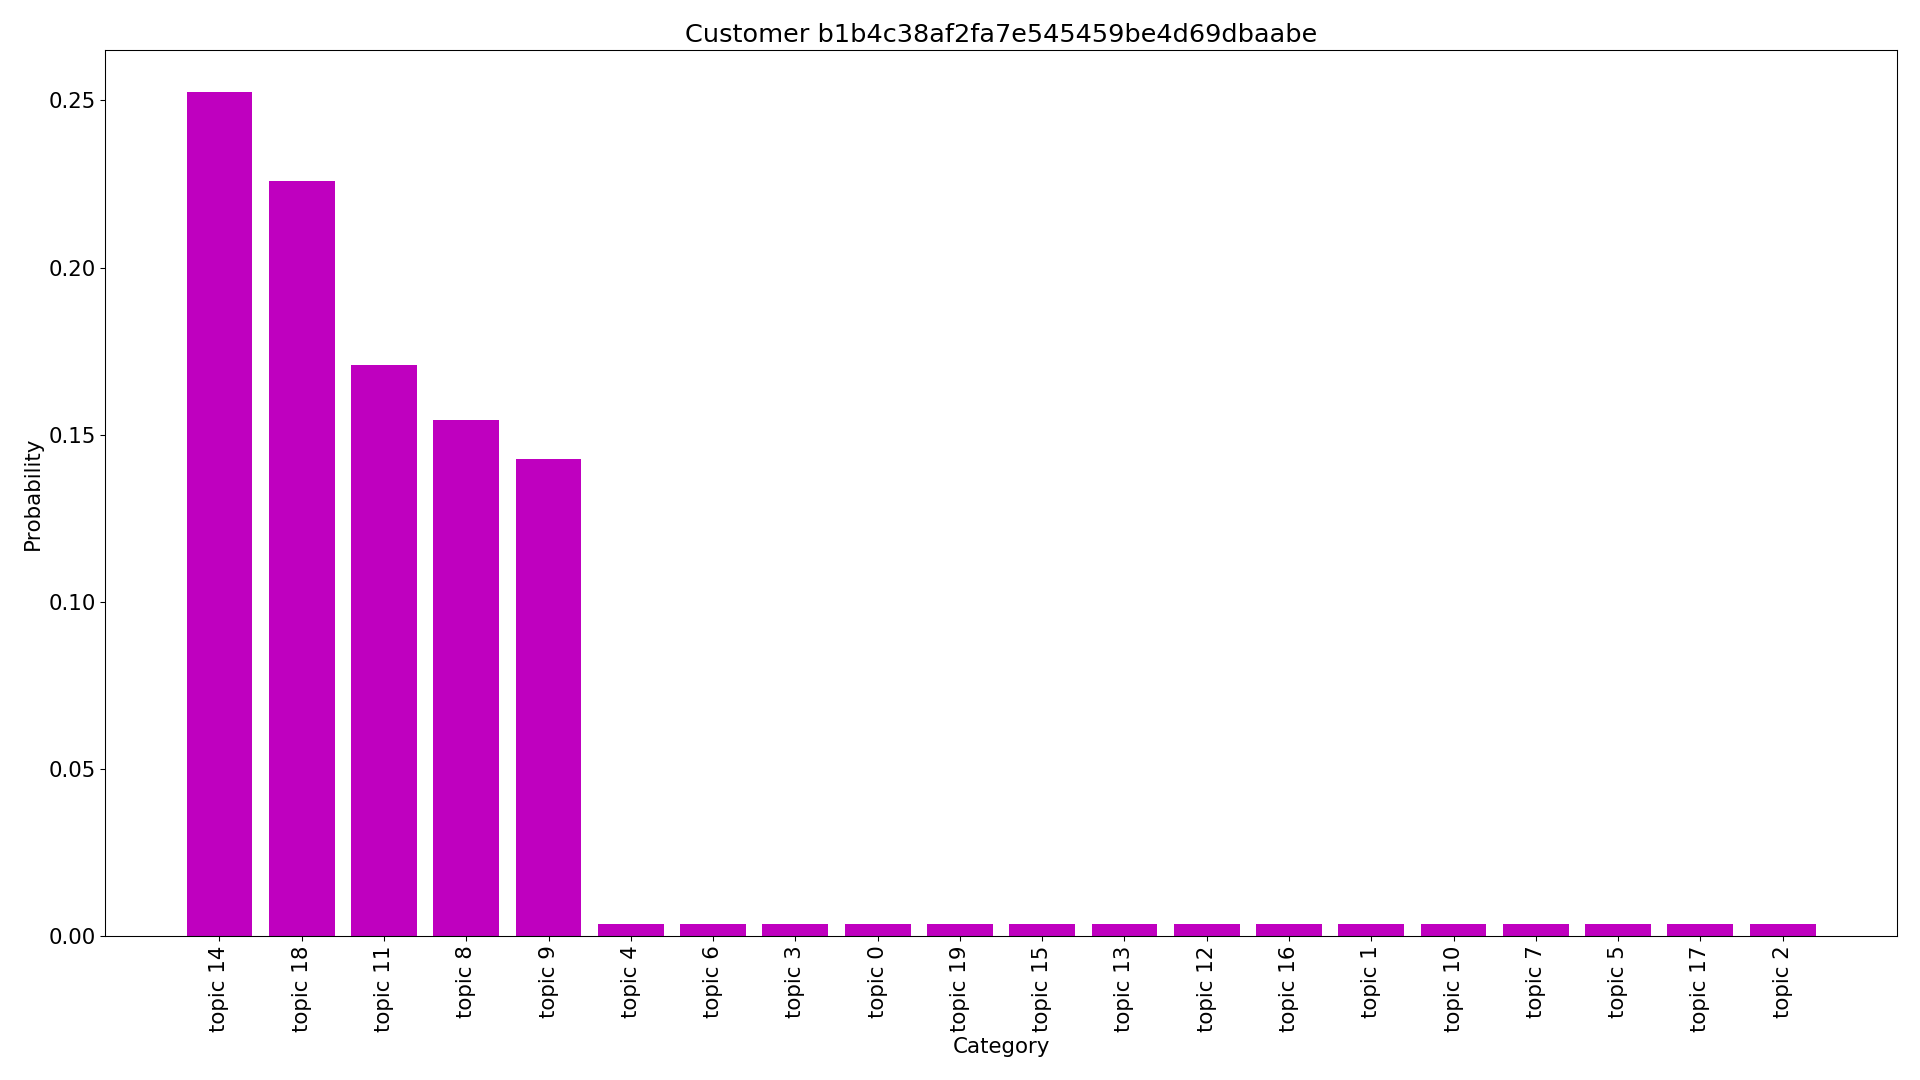 Customer b1b4c38af2fa7e545459be4d69dbaabe
Probability
0.25
0.20
0.15
0.10
0.05
0.00
topic 14
topic 18
topic 11
topic 8
topic 9
topic 4
topic 6
topic 3
topic 0
topic 19
topic 15
topic 13
topic 12
topic 16
topic 1
topic 10
topic 7
topic 5
topic 17
topic 2
Category